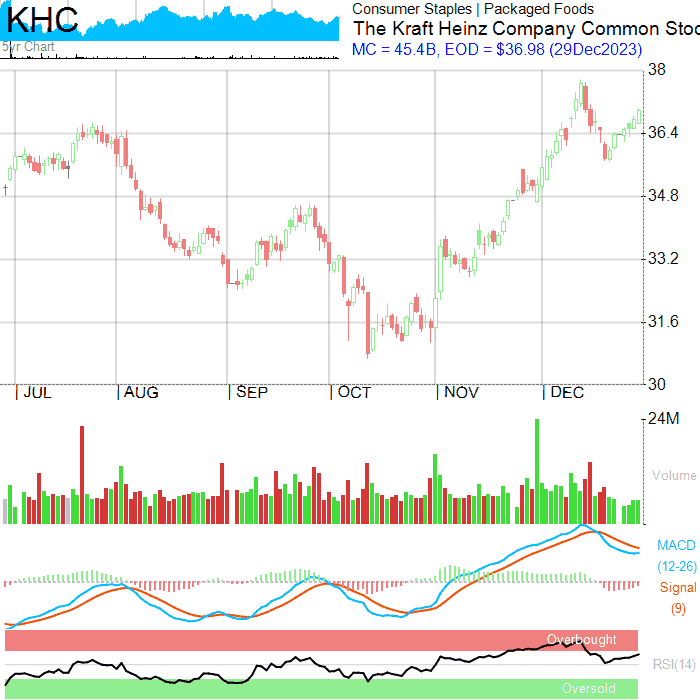 KHC
5yr Chart
Consumer Staples | Packaged Foods
The Kraft Heinz Company Common Stoc
MC = 45.4B, EOD = $36.98 (29Dec2023)
38
36.4
34.8
33.2
31.6
30
| JUL | AUG | SEP | OCT | NOV | DEC
24M
Volume
MACD
(12-26)
Signal
(9)
Overbought
RSI(14)
Oversold